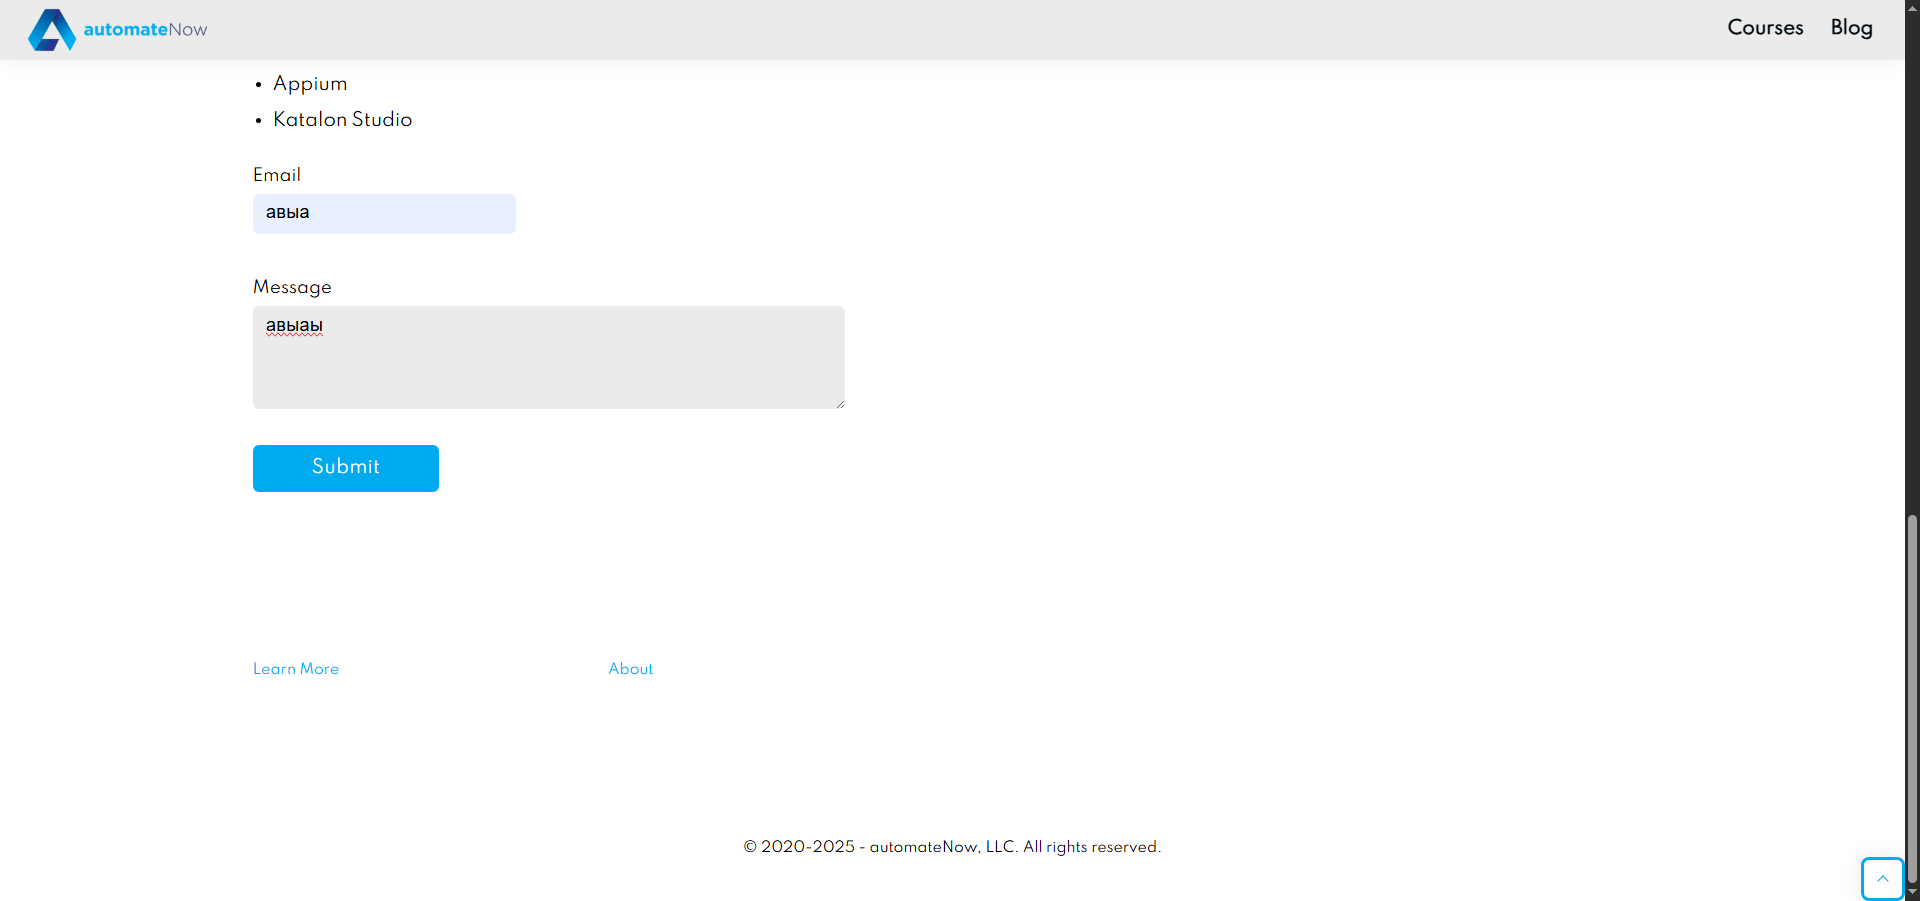 automateNow
Courses
Blog
Appium
Katalon Studio
Email
авыа
Message
авыаы
Submit
Learn More
About
© 2020-2025 - automateNow, LLC. All rights reserved.